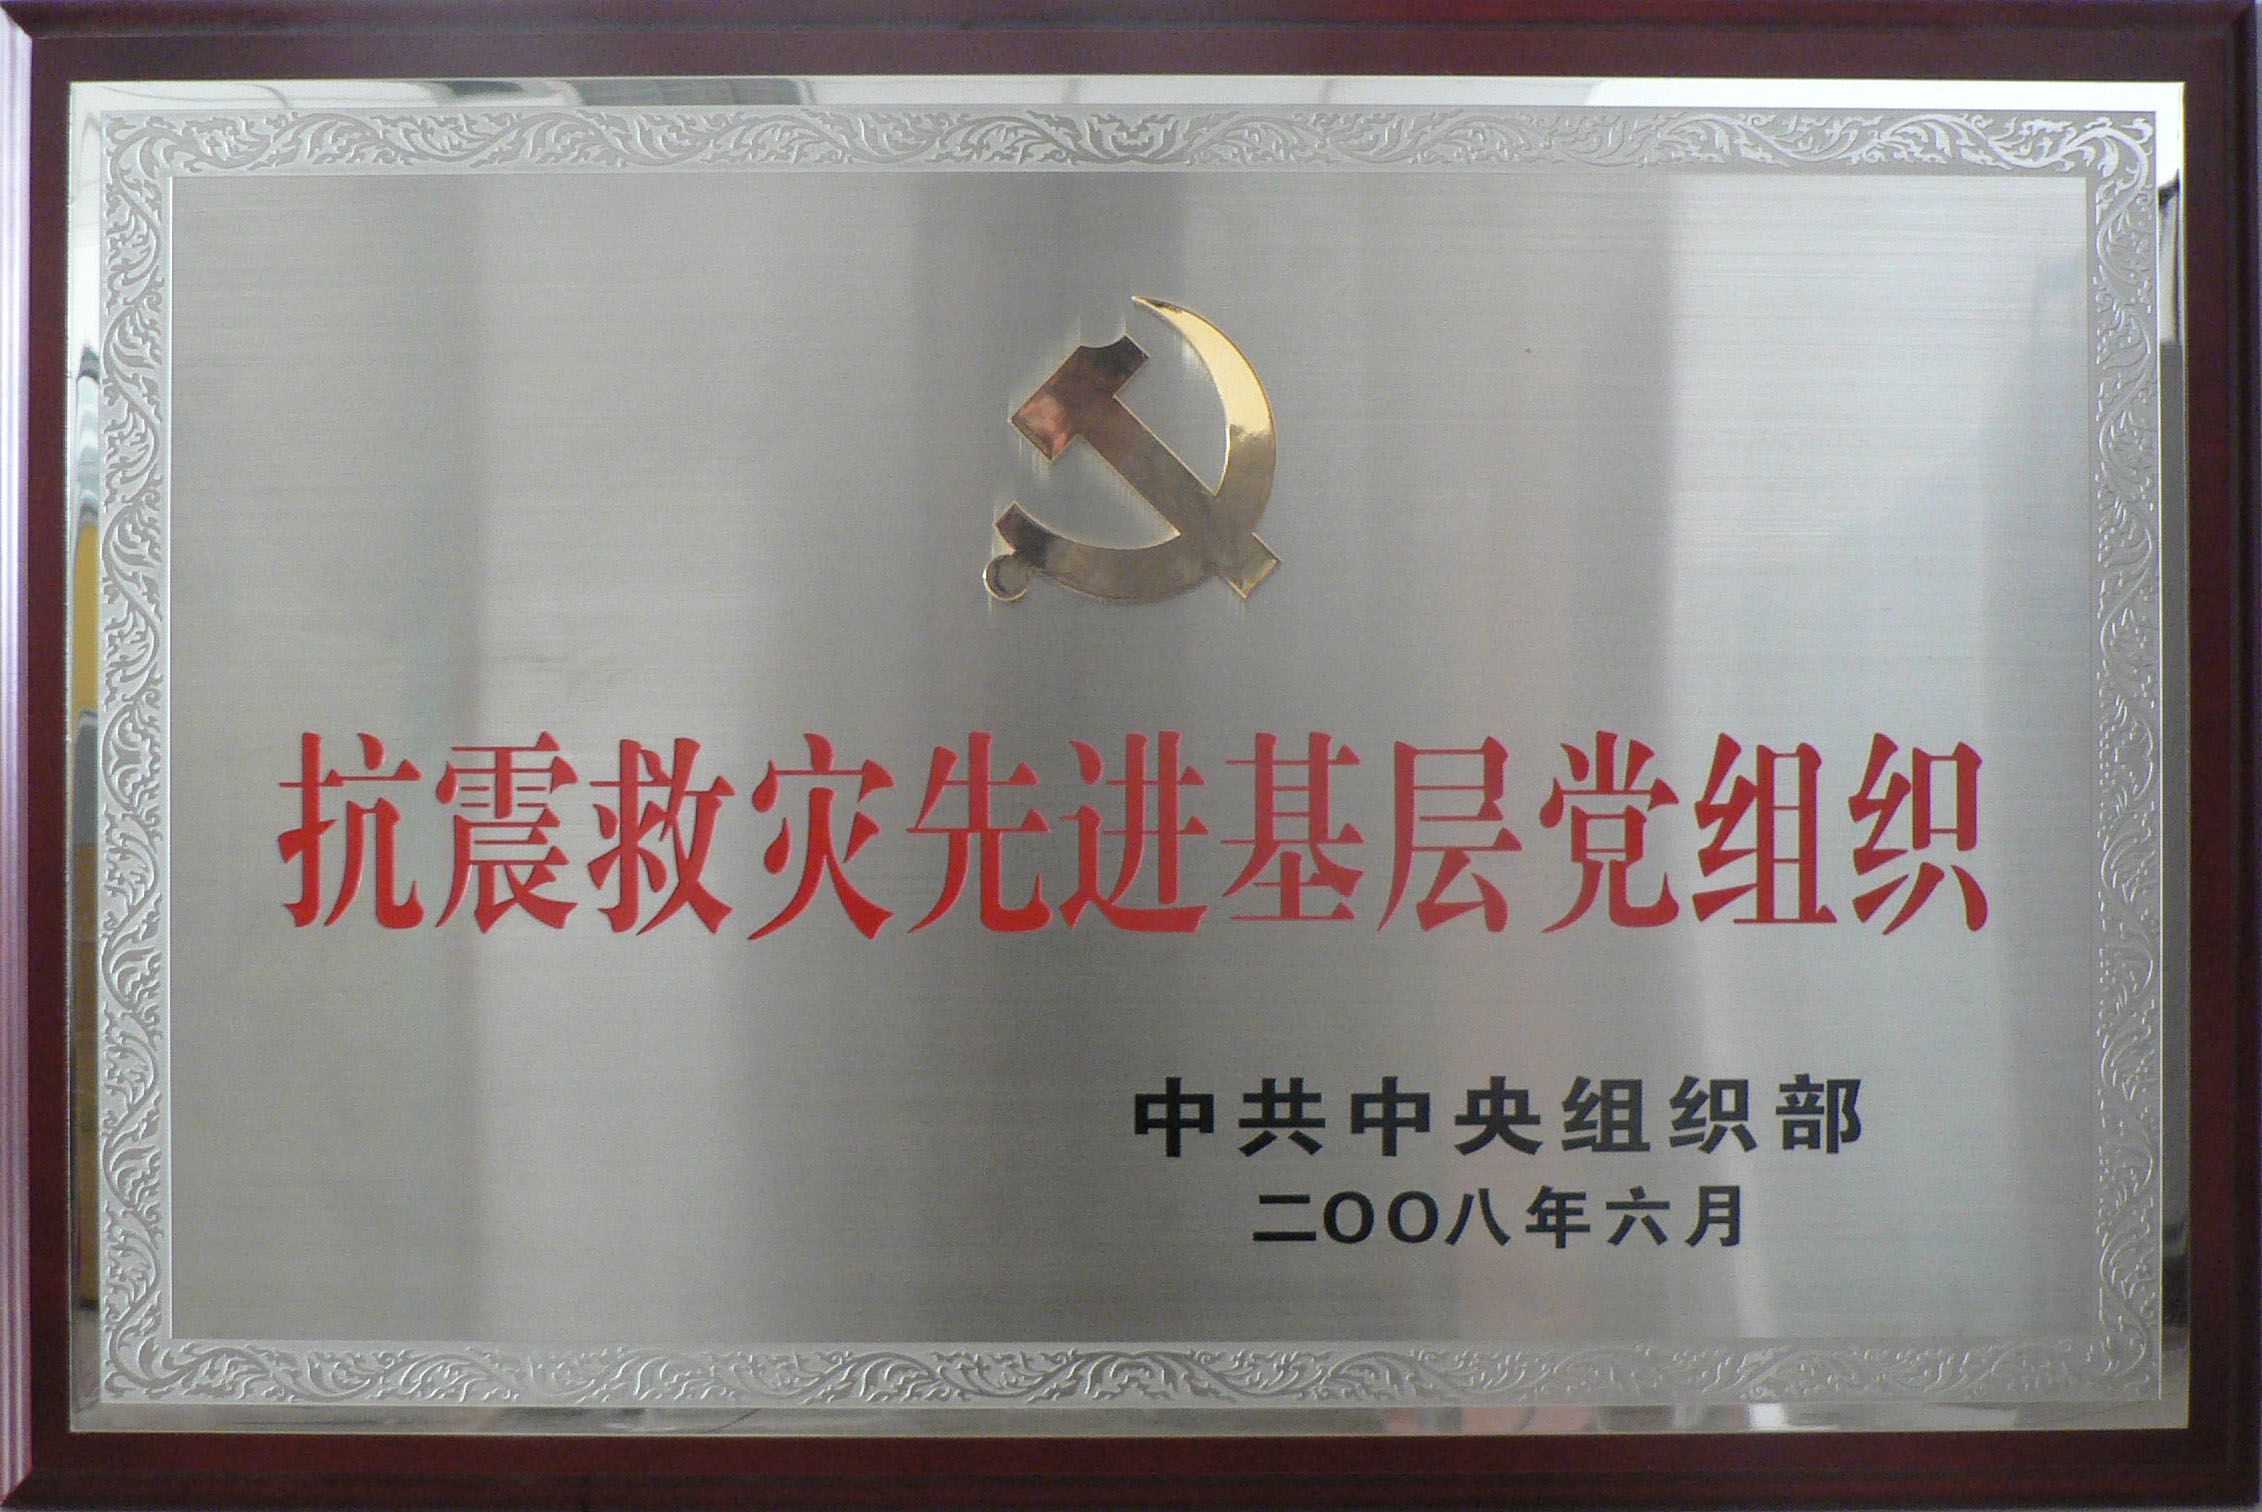 抗震救灾先进基层党组织
中共中央组织部
二〇〇八年六月